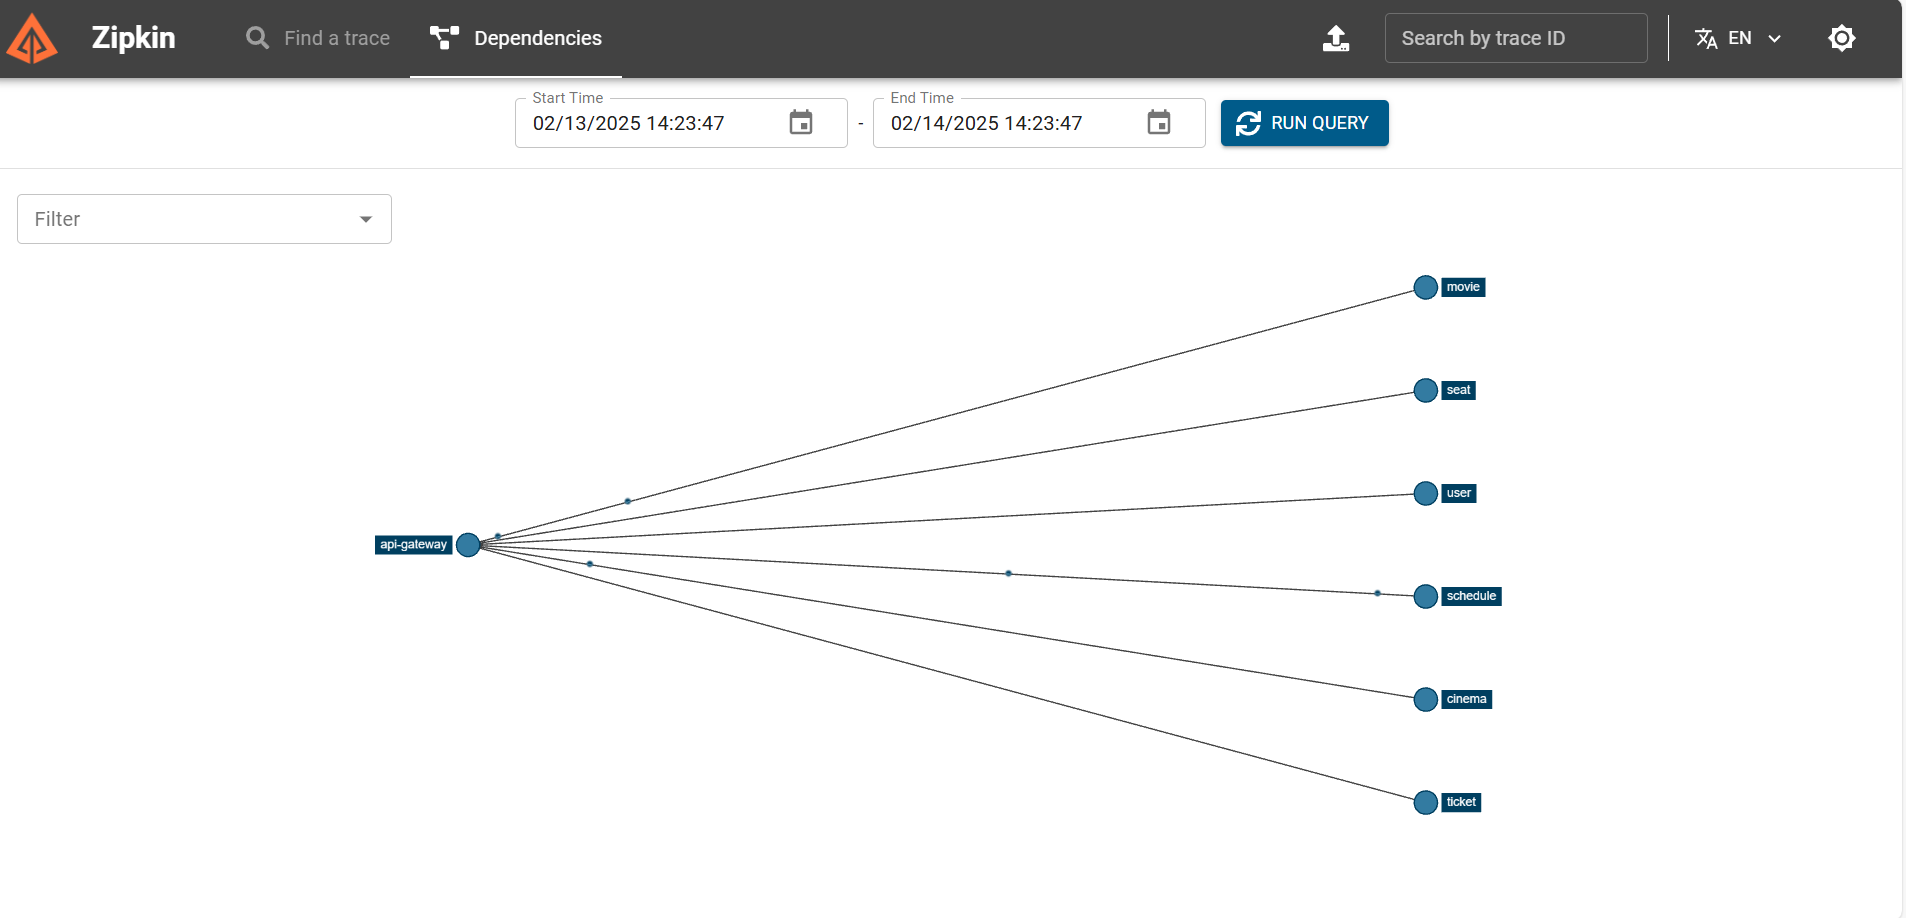 Zipkin
Find a trace
Dependencies
Search by trace ID
EN
Start Time
02/13/2025 14:23:47
-
End Time
02/14/2025 14:23:47
RUN QUERY
Filter
movie
seat
user
api-gateway
schedule
cinema
ticket